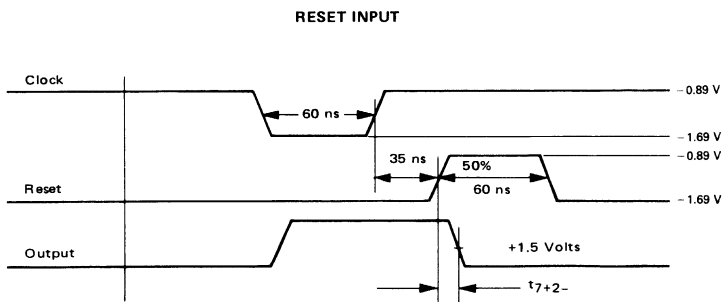 RESET INPUT
Clock
60 ns
−0.89 V
−1.69 V
−0.89 V
35 ns
50%
60 ns
Reset
−1.69 V
Output
+1.5 Volts
t7+2−